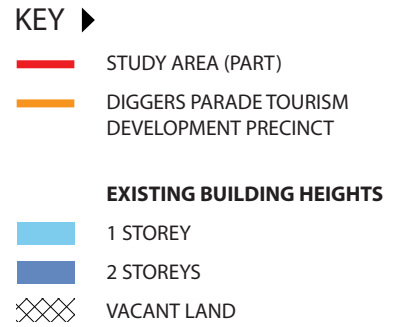 KEY
STUDY AREA (PART)
DIGGERS PARADE TOURISM
DEVELOPMENT PRECINCT
EXISTING BUILDING HEIGHTS
1 STOREY
2 STOREYS
VACANT LAND